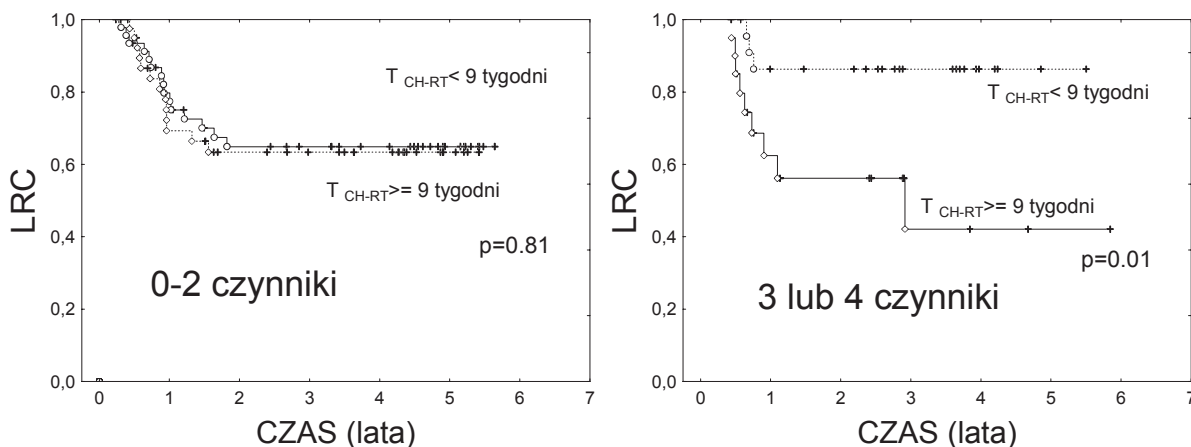 1,0
0,8
0,6
0,4
0,2
0,0
LRC
T CH-RT< 9 tygodni
T CH-RT>= 9 tygodni
p=0.81
0-2 czynniki
0 1 2 3 4 5 6 7
CZAS (lata)
1,0
0,8
0,6
0,4
0,2
0,0
LRC
T CH-RT< 9 tygodni
T CH-RT>= 9 tygodni
p=0.01
3 lub 4 czynniki
0 1 2 3 4 5 6 7
CZAS (lata)